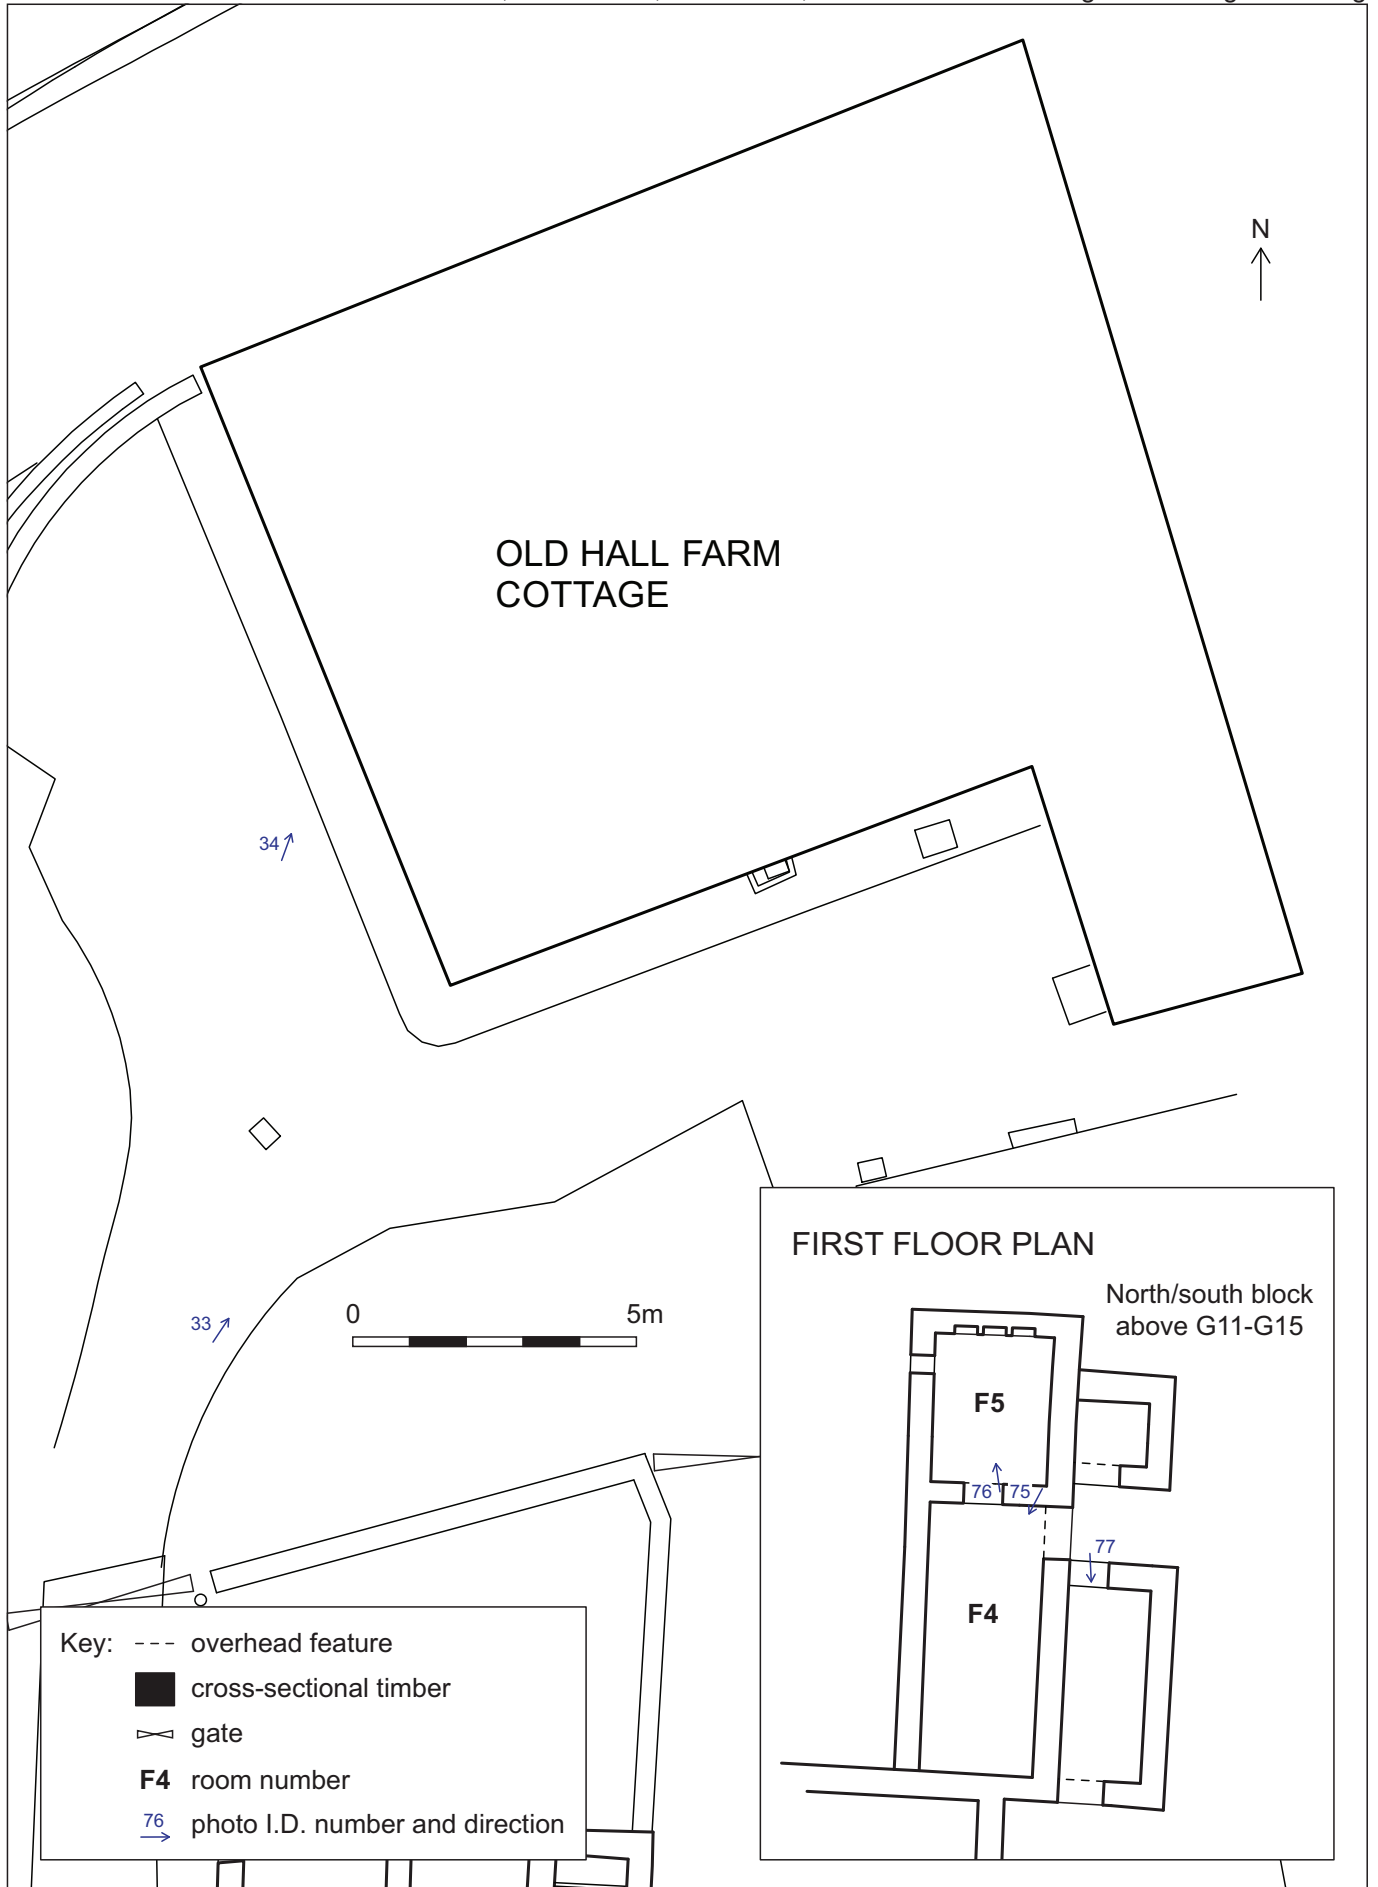 N
OLD HALL FARM
COTTAGE
34
33
0 5m
FIRST FLOOR PLAN
North/south block
above G11-G15
F5
76 75
77
F4
Key: overhead feature
cross-sectional timber
gate
F4 room number
76 photo I.D. number and direction